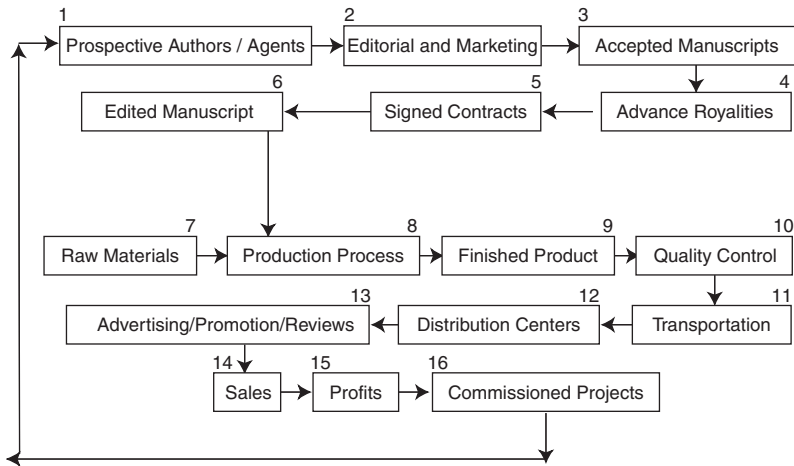 1
Prospective Authors / Agents
2
Editorial and Marketing
3
Accepted Manuscripts
4
Advance Royalities
5
Signed Contracts
6
Edited Manuscript
7
Raw Materials
8
Production Process
9
Finished Product
10
Quality Control
11
Transportation
12
Distribution Centers
13
Advertising/Promotion/Reviews
14
Sales
15
Profits
16
Commissioned Projects